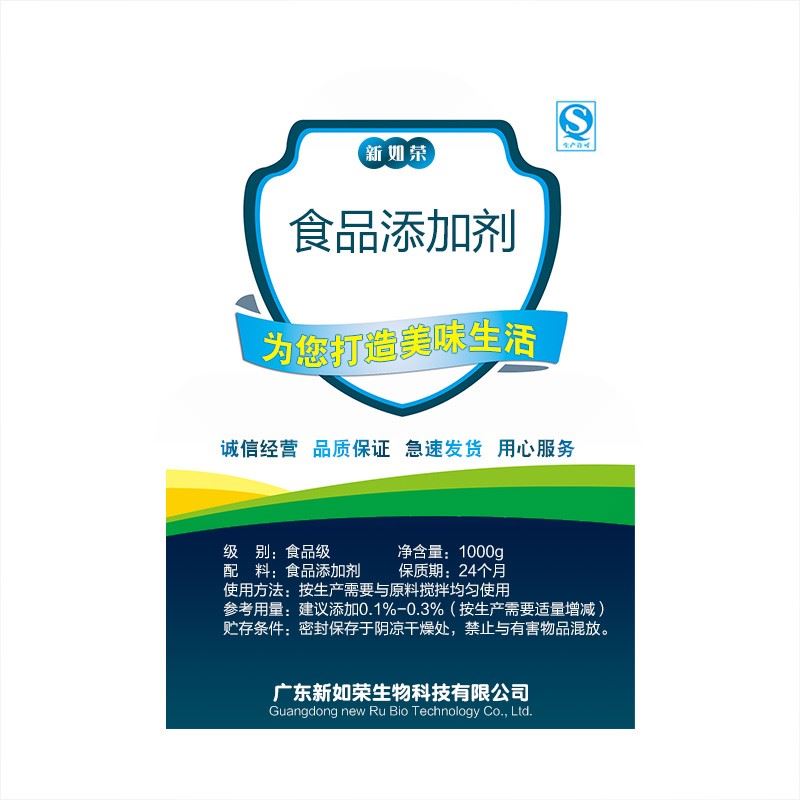 新如荣
生产许可
食品添加剂
为您打造美味生活
诚信经营 品质保证 急速发货 用心服务
级 别：食品级 净含量：1000g
配 料：食品添加剂 保质期：24个月
使用方法：按生产需要与原料搅拌均匀使用
参考用量：建议添加0.1%-0.3%（按生产需要适量增减）
贮存条件：密封保存于阴凉干燥处，禁止与有害物品混放。
广东新如荣生物科技有限公司
Guangdong new Ru Bio Technology Co., Ltd.